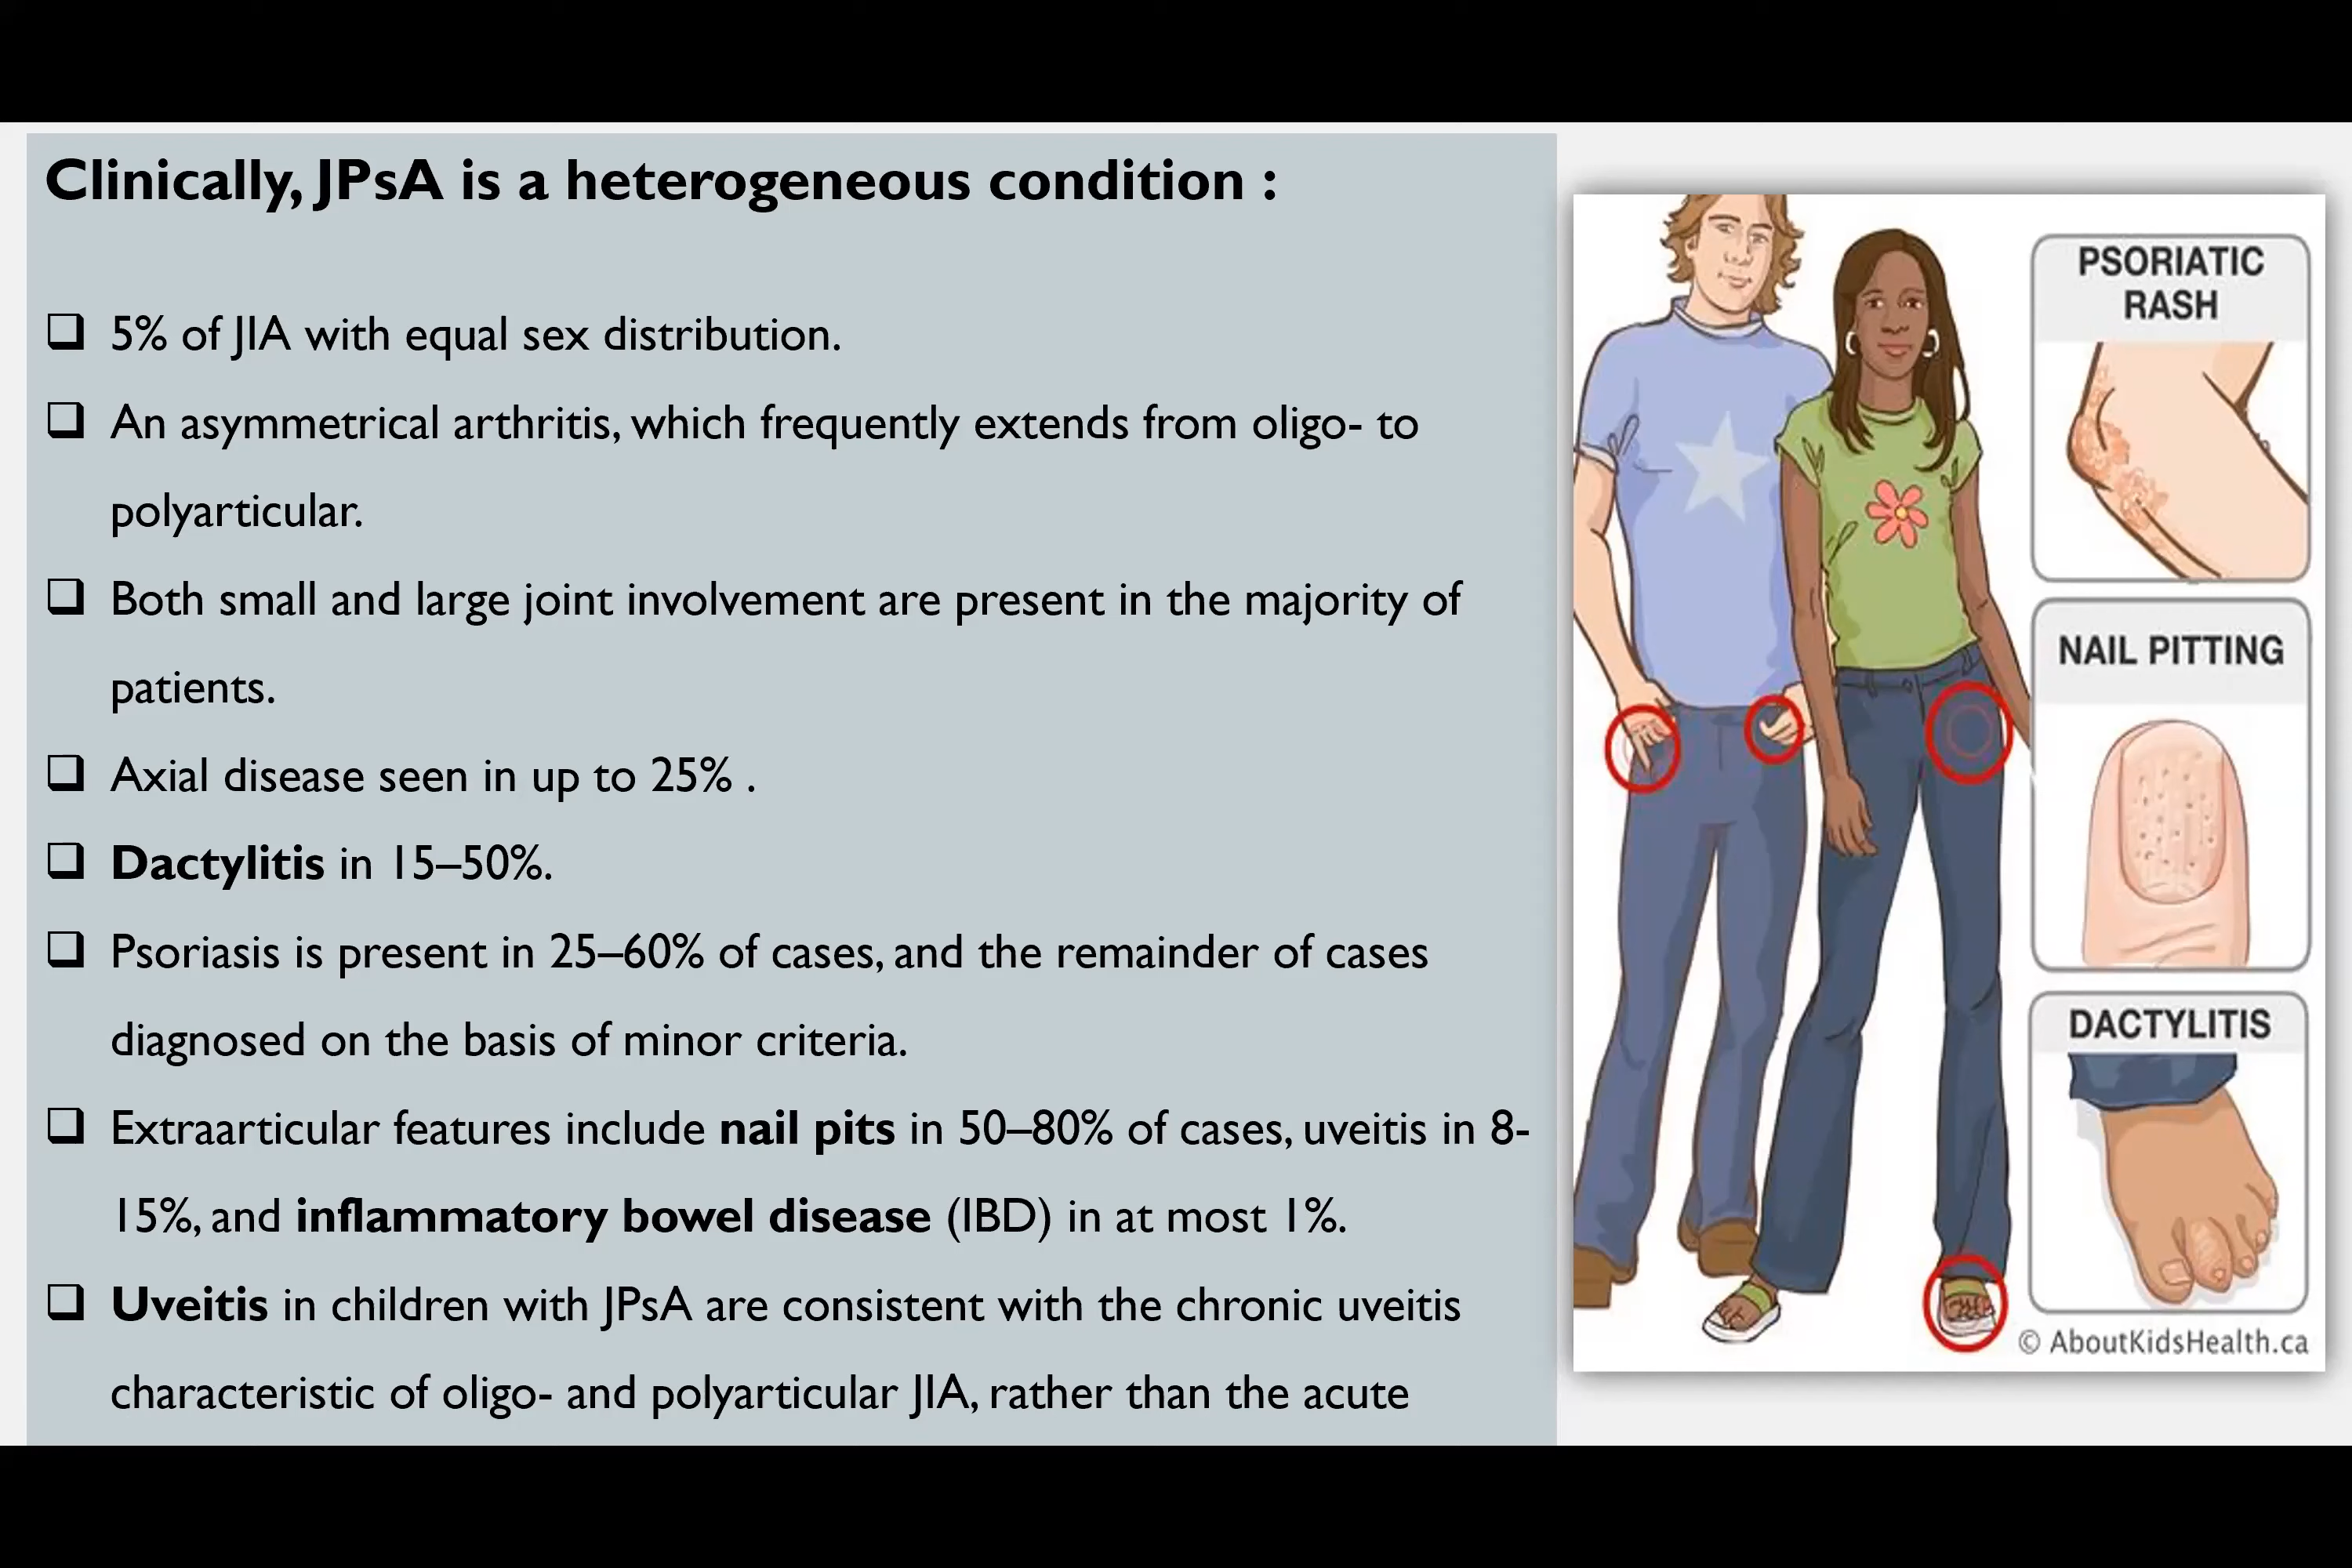 Clinically, JPsA is a heterogeneous condition :
❑ 5% of JIA with equal sex distribution.
❑ An asymmetrical arthritis, which frequently extends from oligo- to
polyarticular.
❑ Both small and large joint involvement are present in the majority of
patients.
❑ Axial disease seen in up to 25% .
❑ Dactylitis in 15–50%.
❑ Psoriasis is present in 25–60% of cases, and the remainder of cases
diagnosed on the basis of minor criteria.
❑ Extraarticular features include nail pits in 50–80% of cases, uveitis in 8-
15%, and inflammatory bowel disease (IBD) in at most 1%.
❑ Uveitis in children with JPsA are consistent with the chronic uveitis
characteristic of oligo- and polyarticular JIA, rather than the acute
PSORIATIC
RASH
NAIL PITTING
DACTYLITIS
© AboutKidsHealth.ca